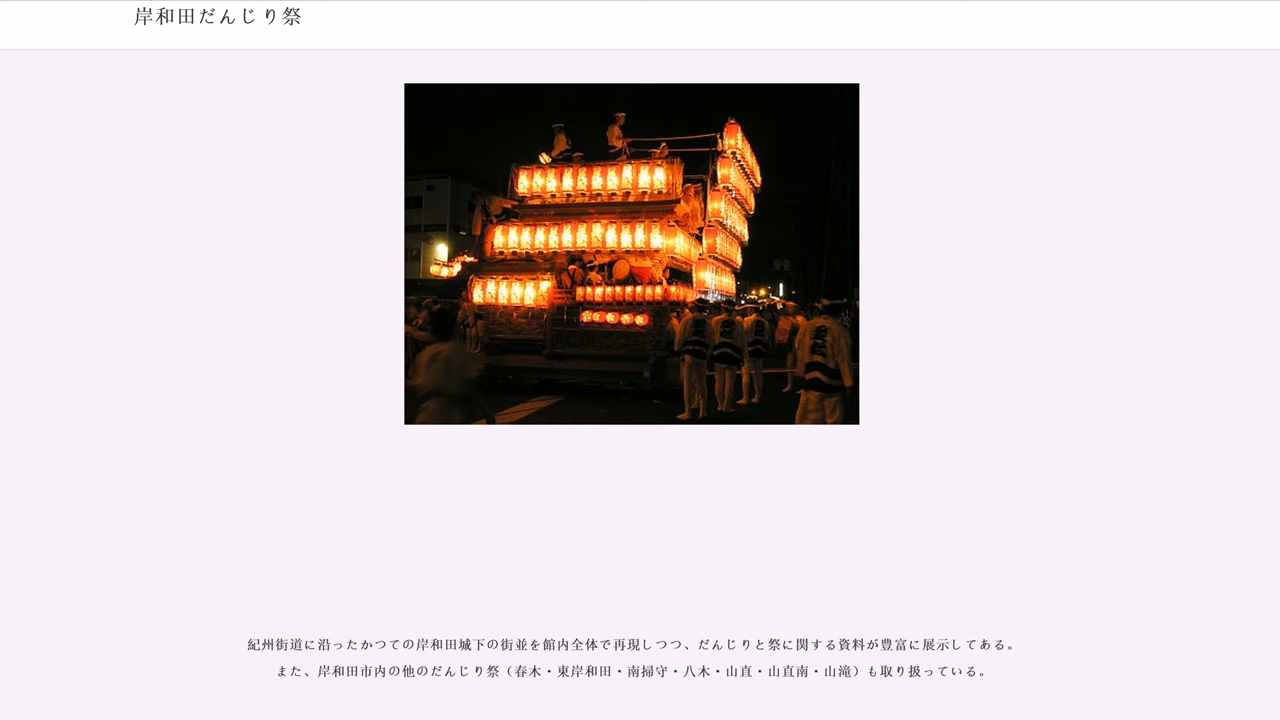 岸和田だんじり祭
紀州街道に沿ったかつての岸和田城下の街並を館内全体で再現しつつ、だんじりと祭に関する資料が豊富に展示してある。
また、岸和田市内の他のだんじり祭（春木・東岸和田・南掃守・八木・山直・山直南・山滝）も取り扱っている。